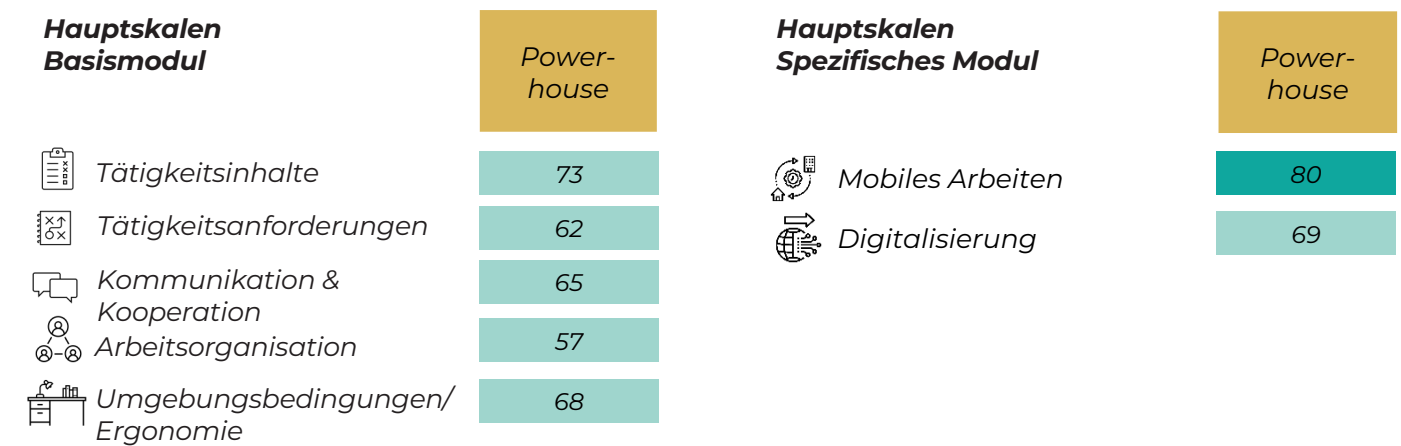 Hauptskalen
Basismodul
Power-
house
Tätigkeitsinhalte
73
Tätigkeitsanforderungen
62
Kommunikation &
Kooperation
65
Arbeitsorganisation
57
Umgebungsbedingungen/
Ergonomie
68
Hauptskalen
Spezifisches Modul
Power-
house
Mobiles Arbeiten
80
Digitalisierung
69